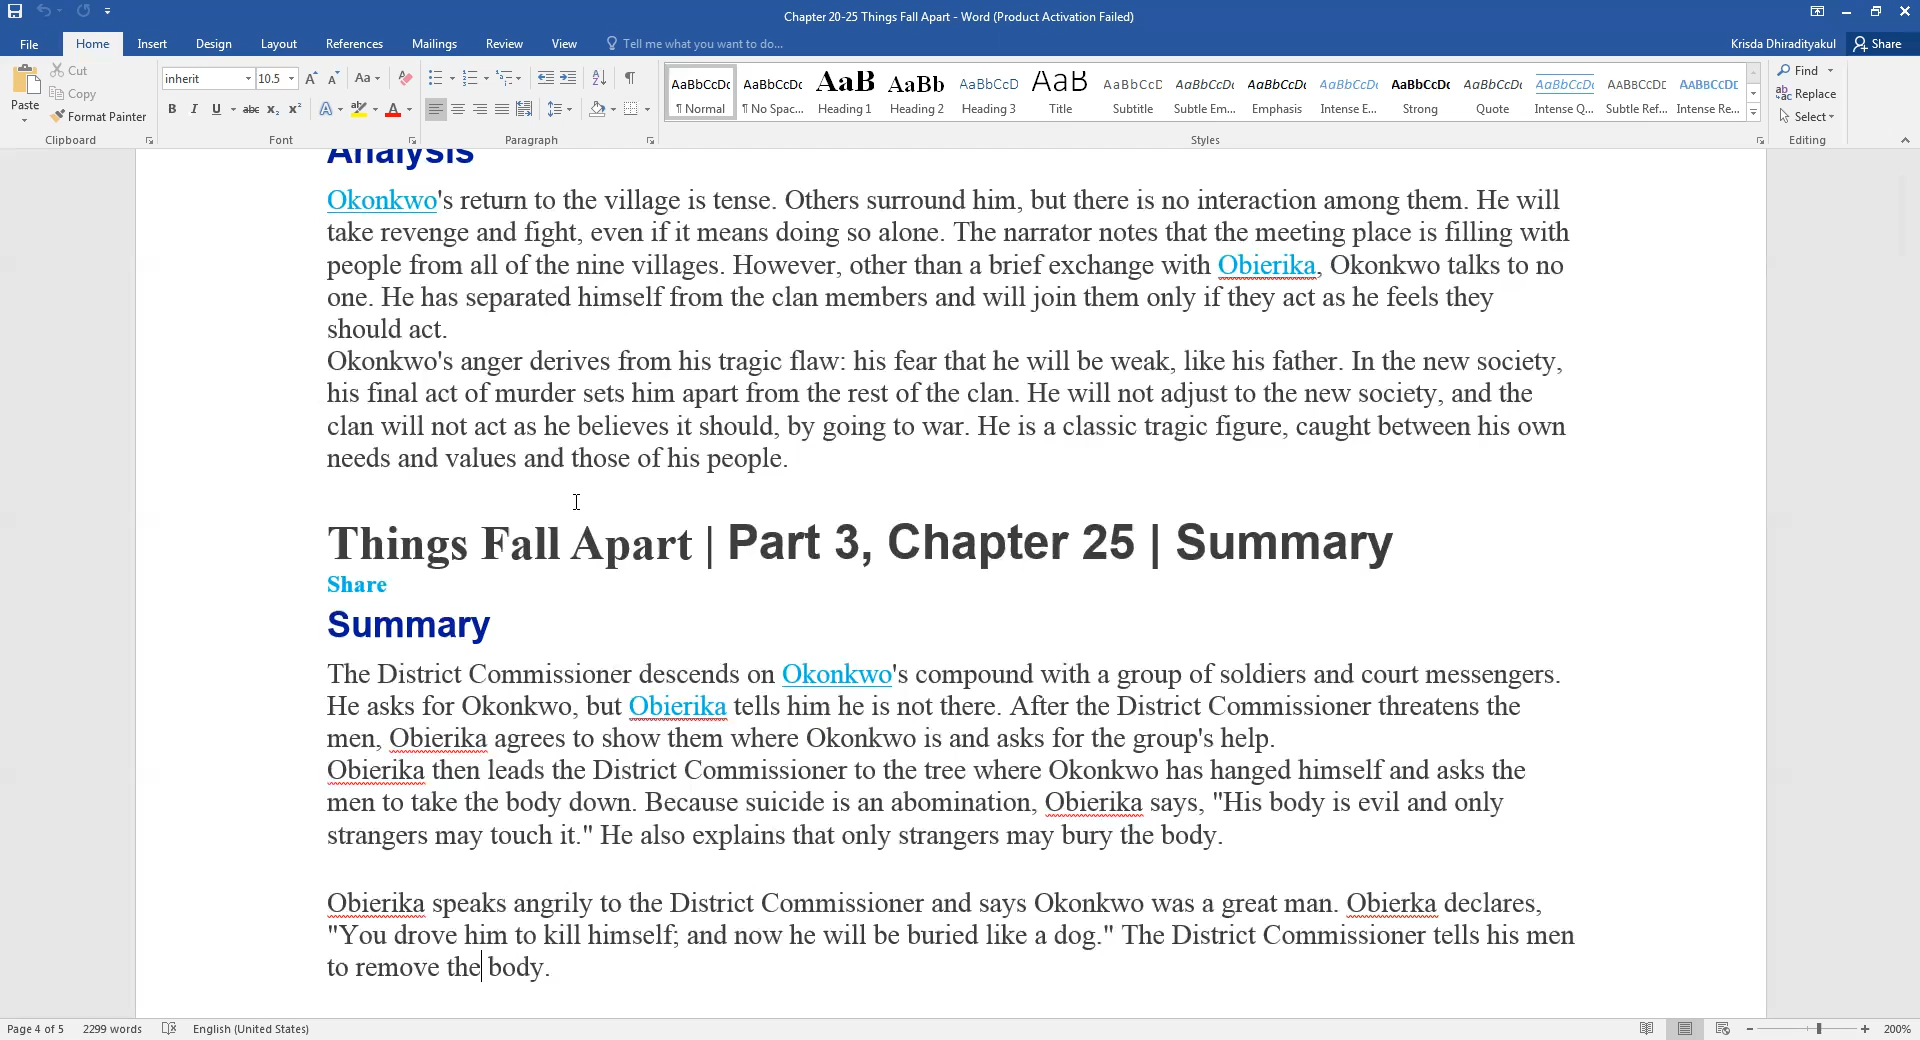 Chapter 20-25 Things Fall Apart - Word (Product Activation Failed)
File Home Insert Design Layout References Mailings Review View Tell me what you want to do... Krisda Dhiradityakul Share
Paste Cut Copy Format Painter Clipboard
inherit 10.5 Font
Paragraph
AaBbCcDc AaBbCcDc AaB AaBb AaBbCcD AaB AaBbCcD AaBbCcDc AaBbCcDc AaBbCcDc AaBbCcDc AaBbCcDc AaBbCcDc AaBbCcDc AaBbCcDc
¶ Normal ¶ No Spac... Heading 1 Heading 2 Heading 3 Title Subtitle Subtle Em... Emphasis Intense E... Strong Quote Intense Q... Subtle Ref... Intense Re...
Styles
Find Replace Select Editing
Analysis
Okonkwo's return to the village is tense. Others surround him, but there is no interaction among them. He will
take revenge and fight, even if it means doing so alone. The narrator notes that the meeting place is filling with
people from all of the nine villages. However, other than a brief exchange with Obierika, Okonkwo talks to no
one. He has separated himself from the clan members and will join them only if they act as he feels they
should act.
Okonkwo's anger derives from his tragic flaw: his fear that he will be weak, like his father. In the new society,
his final act of murder sets him apart from the rest of the clan. He will not adjust to the new society, and the
clan will not act as he believes it should, by going to war. He is a classic tragic figure, caught between his own
needs and values and those of his people.
Things Fall Apart | Part 3, Chapter 25 | Summary
Share
Summary
The District Commissioner descends on Okonkwo's compound with a group of soldiers and court messengers.
He asks for Okonkwo, but Obierika tells him he is not there. After the District Commissioner threatens the
men, Obierika agrees to show them where Okonkwo is and asks for the group's help.
Obierika then leads the District Commissioner to the tree where Okonkwo has hanged himself and asks the
men to take the body down. Because suicide is an abomination, Obierika says, "His body is evil and only
strangers may touch it." He also explains that only strangers may bury the body.
Obierika speaks angrily to the District Commissioner and says Okonkwo was a great man. Obierka declares,
"You drove him to kill himself; and now he will be buried like a dog." The District Commissioner tells his men
to remove the body.
Page 4 of 5 2299 words English (United States) 200%